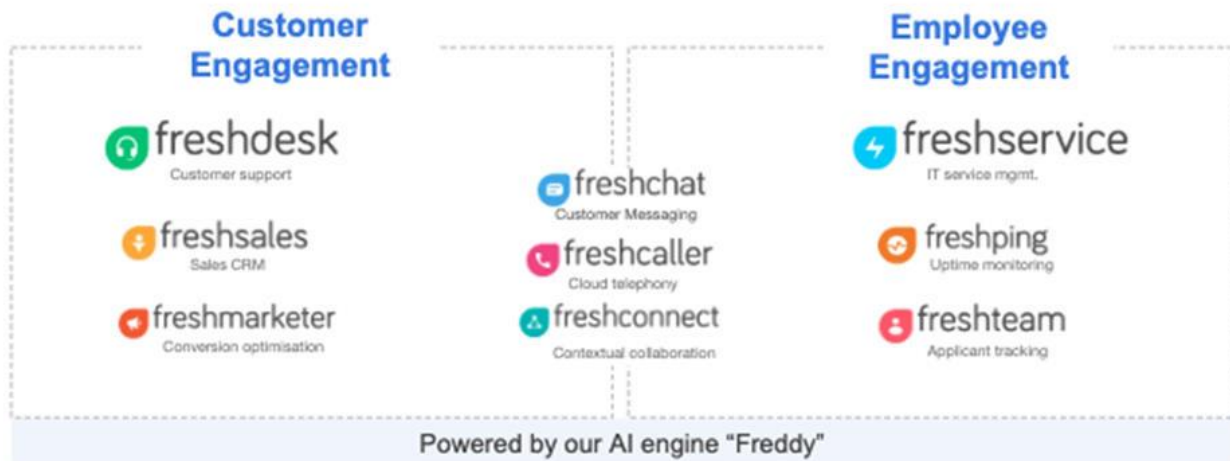 Customer
Engagement
freshdesk
Customer support
freshsales
Sales CRM
freshmarketer
Conversion optimisation
freshchat
Customer Messaging
freshcaller
Cloud telephony
freshconnect
Contextual collaboration
Employee
Engagement
freshservice
IT service mgmt.
freshping
Uptime monitoring
freshteam
Applicant tracking
Powered by our AI engine “Freddy”